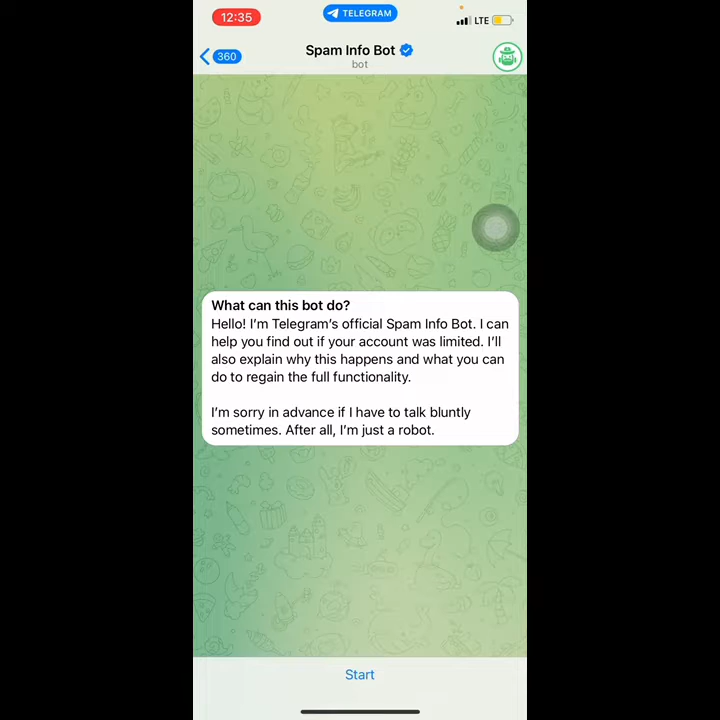 12:35
TELEGRAM
LTE
360
Spam Info Bot
bot
What can this bot do?
Hello! I’m Telegram’s official Spam Info Bot. I can
help you find out if your account was limited. I’ll
also explain why this happens and what you can
do to regain the full functionality.
I’m sorry in advance if I have to talk bluntly
sometimes. After all, I’m just a robot.
Start